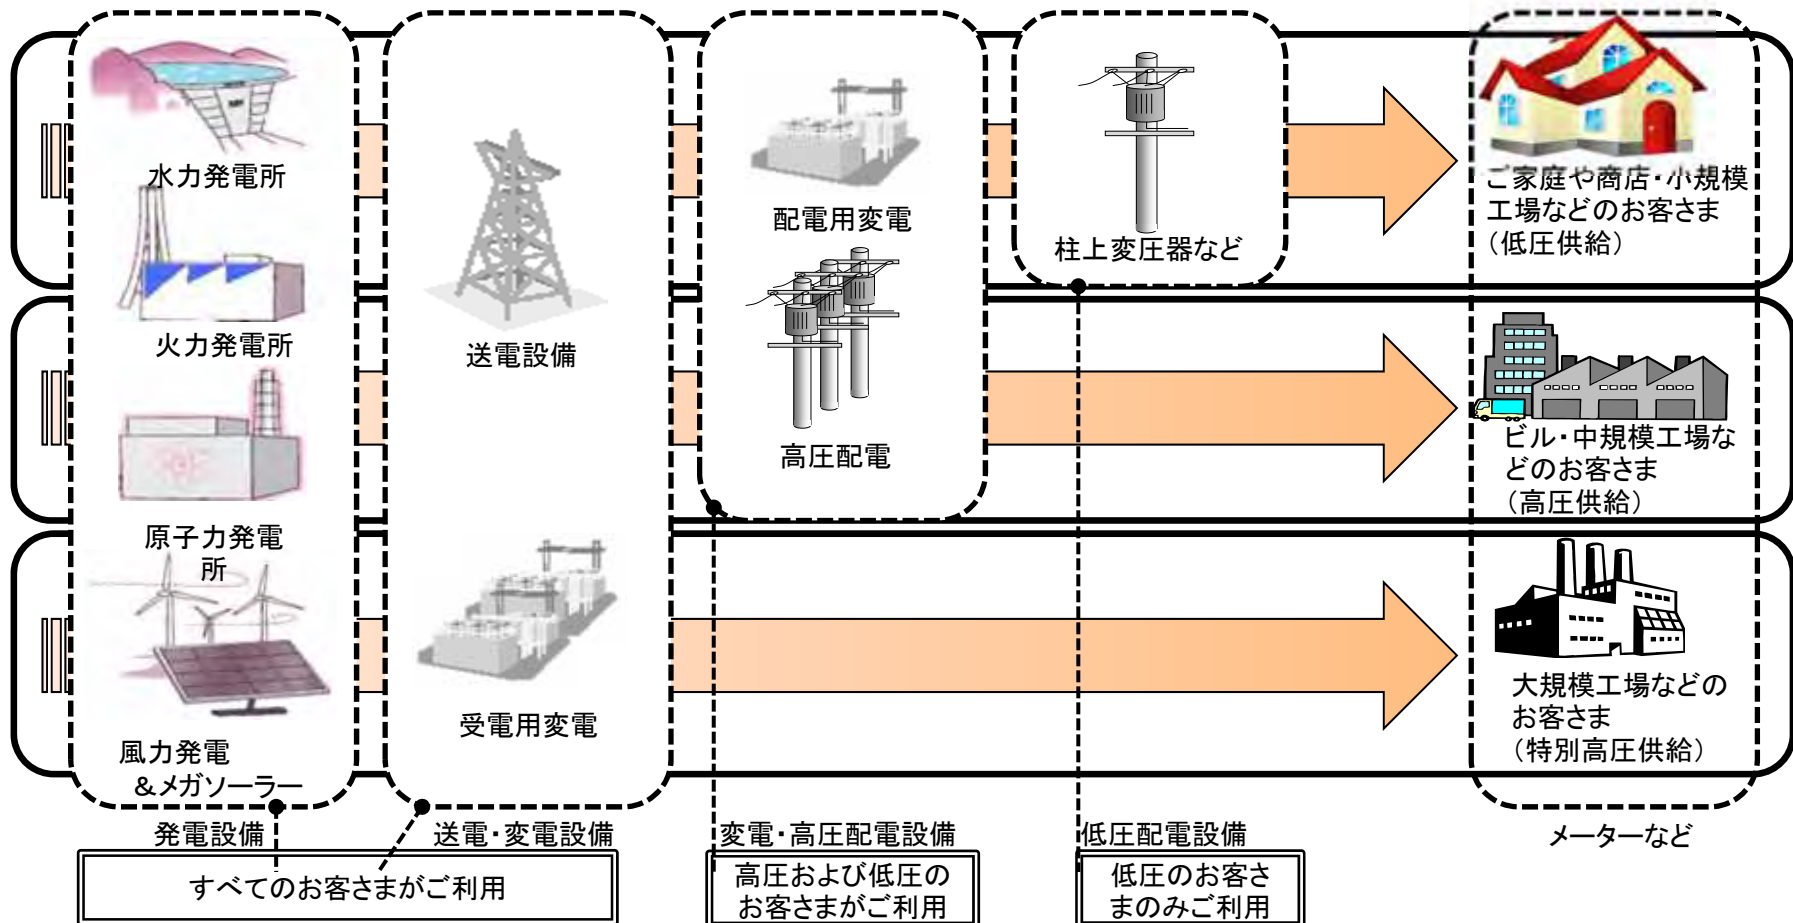 水力発電所
火力発電所
原子力発電
所
風力発電
&メガソーラー
送電設備
受電用変電
配電用変電
高圧配電
柱上変圧器など
ご家庭や商店・小規模
工場などのお客さま
（低圧供給）
ビル・中規模工場な
どのお客さま
（高圧供給）
大規模工場などの
お客さま
（特別高圧供給）
発電設備
送電・変電設備
変電・高圧配電設備
低圧配電設備
メーターなど
すべてのお客さまがご利用
高圧および低圧の
お客さまがご利用
低圧のお客さ
まのみご利用